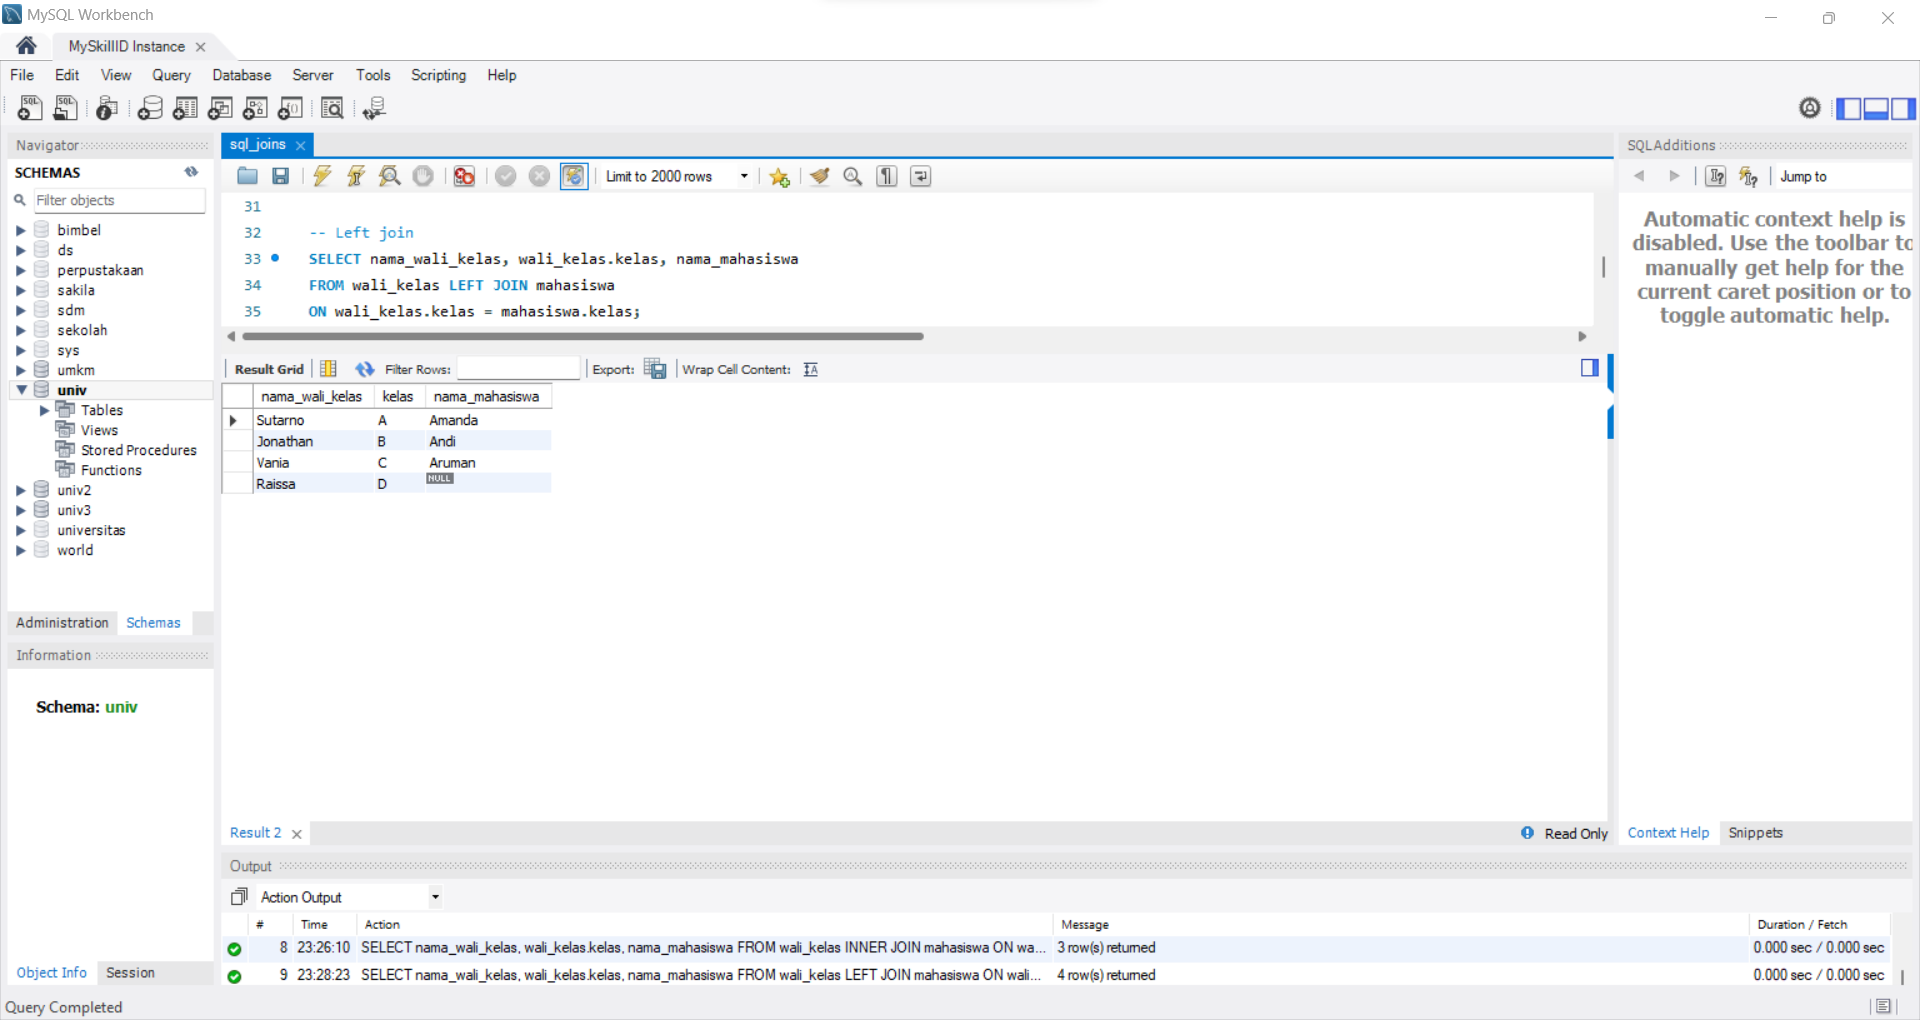 MySQL Workbench
MySkillID Instance
File Edit View Query Database Server Tools Scripting Help
Navigator
SCHEMAS
Filter objects
bimbel
ds
perpustakaan
sakila
sdm
sekolah
sys
umkm
univ
Tables
Views
Stored Procedures
Functions
univ2
univ3
universitas
world
Administration Schemas
Information
Schema: univ
Object Info Session
sql_joins
Limit to 2000 rows
31
32 -- Left join
33 SELECT nama_wali_kelas, wali_kelas.kelas, nama_mahasiswa
34 FROM wali_kelas LEFT JOIN mahasiswa
35 ON wali_kelas.kelas = mahasiswa.kelas;
Result Grid Filter Rows: Export: Wrap Cell Content:
nama_wali_kelas kelas nama_mahasiswa
Sutarno A Amanda
Jonathan B Andi
Vania C Aruman
Raissa D NULL
Result 2 Read Only
SQLAdditions
Jump to
Automatic context help is
disabled. Use the toolbar to
manually get help for the
current caret position or to
toggle automatic help.
Context Help Snippets
Output
Action Output
# Time Action Message Duration / Fetch
8 23:26:10 SELECT nama_wali_kelas, wali_kelas.kelas, nama_mahasiswa FROM wali_kelas INNER JOIN mahasiswa ON wa... 3 row(s) returned 0.000 sec / 0.000 sec
9 23:28:23 SELECT nama_wali_kelas, wali_kelas.kelas, nama_mahasiswa FROM wali_kelas LEFT JOIN mahasiswa ON wali... 4 row(s) returned 0.000 sec / 0.000 sec
Query Completed